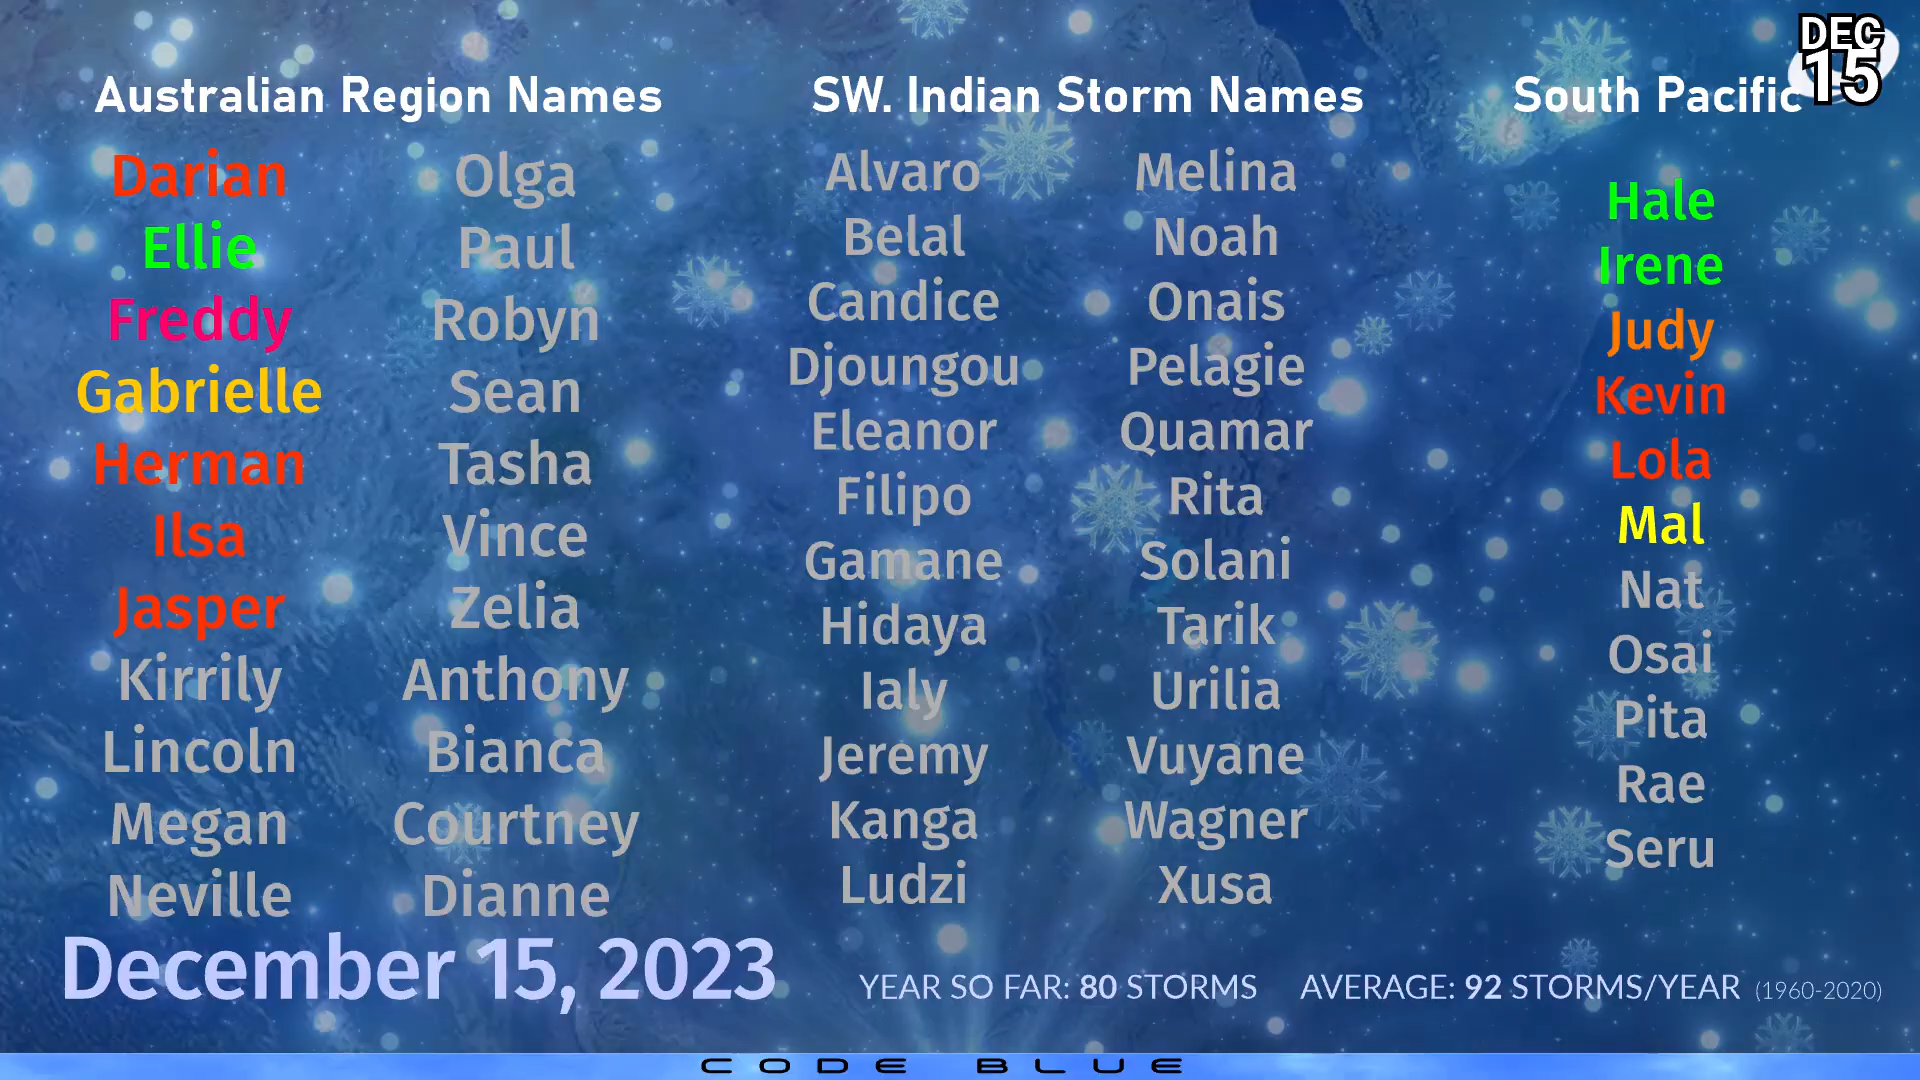 DEC
15
Australian Region Names
Darian
Ellie
Freddy
Gabrielle
Herman
Ilsa
Jasper
Kirrily
Lincoln
Megan
Neville
Olga
Paul
Robyn
Sean
Tasha
Vince
Zelia
Anthony
Bianca
Courtney
Dianne
SW. Indian Storm Names
Alvaro
Belal
Candice
Djoungou
Eleanor
Filipo
Gamane
Hidaya
Ialy
Jeremy
Kanga
Ludzi
Melina
Noah
Onais
Pelagie
Quamar
Rita
Solani
Tarik
Urilia
Vuyane
Wagner
Xusa
South Pacific
Hale
Irene
Judy
Kevin
Lola
Mal
Nat
Osai
Pita
Rae
Seru
December 15, 2023
YEAR SO FAR: 80 STORMS
AVERAGE: 92 STORMS/YEAR (1960-2020)
CODE BLUE